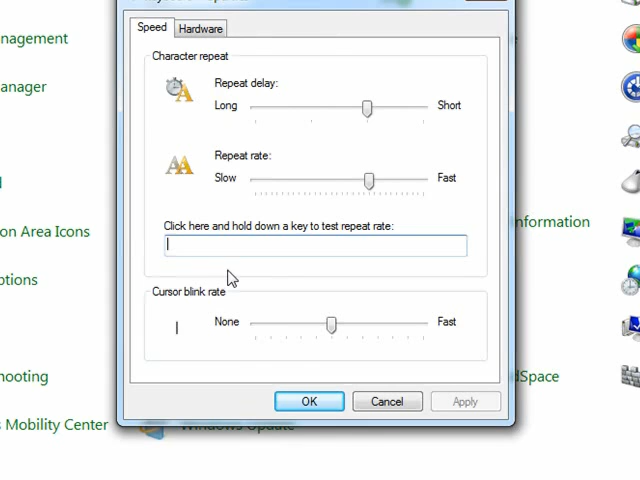 Speed
Hardware
anagement
Character repeat
Repeat delay:
anager
Long
Short
Repeat rate:
Slow
Fast
nformation
Click here and hold down a key to test repeat rate:
on Area Icons
ptions
Cursor blink rate
None
Fast
hooting
dSpace
OK
Cancel
Apply
s Mobility Center
Windows Update